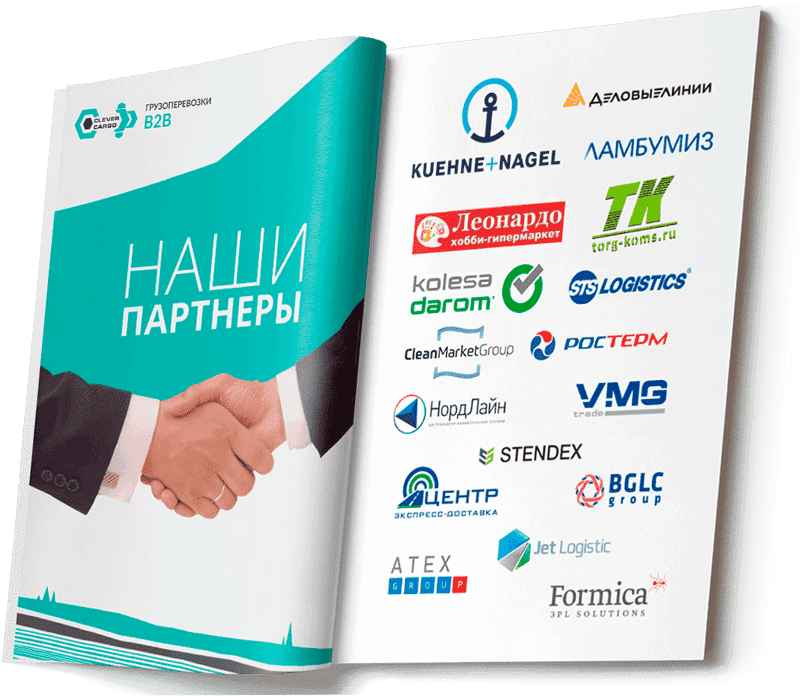 CLEVER
CARGO
ГРУЗОПЕРЕВОЗКИ
B2B
НАШИ
ПАРТНЕРЫ
KUEHNE+NAGEL
ДЕЛОВЫЕ ЛИНИИ
ЛАМБУМИЗ
Леонардо
хобби-гипермаркет
ТК
torg-koms.ru
kolesa
darom
STS LOGISTICS®
CleanMarketGroup
РОСТЕРМ
НордЛайн
VMG
trade
STENDEX
ЦЕНТР
ЭКСПРЕСС-ДОСТАВКА
BGLC
group
Jet Logistic
ATEX
GROUP
Formica
3PL SOLUTIONS